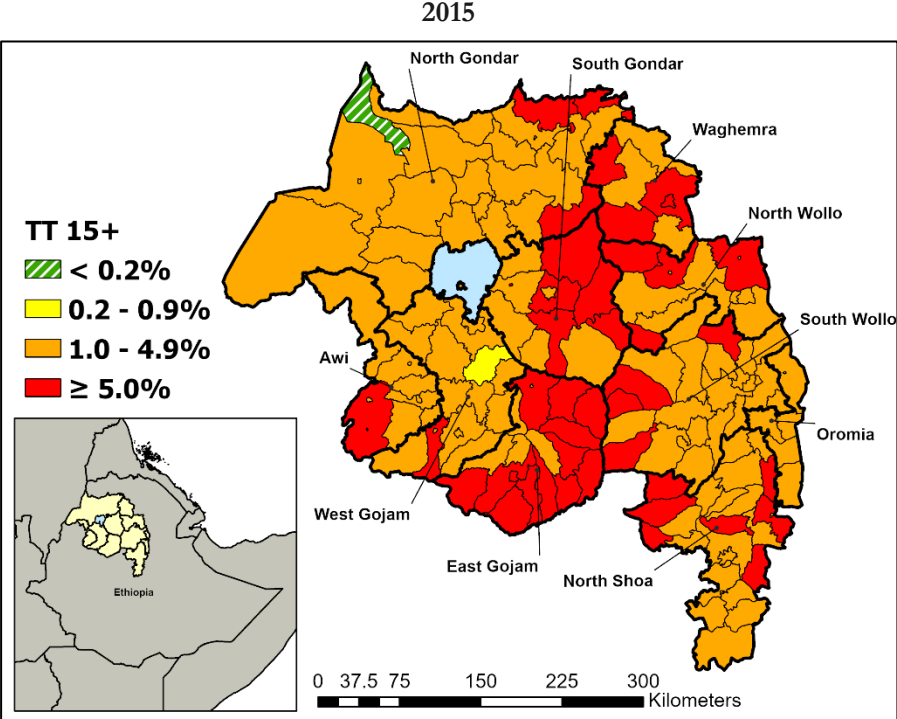 2015
North Gondar
South Gondar
Waghemra
North Wollo
South Wollo
Oromia
Awi
West Gojam
East Gojam
North Shoa
TT 15+
< 0.2%
0.2 - 0.9%
1.0 - 4.9%
≥ 5.0%
Ethiopia
0 37.5 75 150 225 300
Kilometers